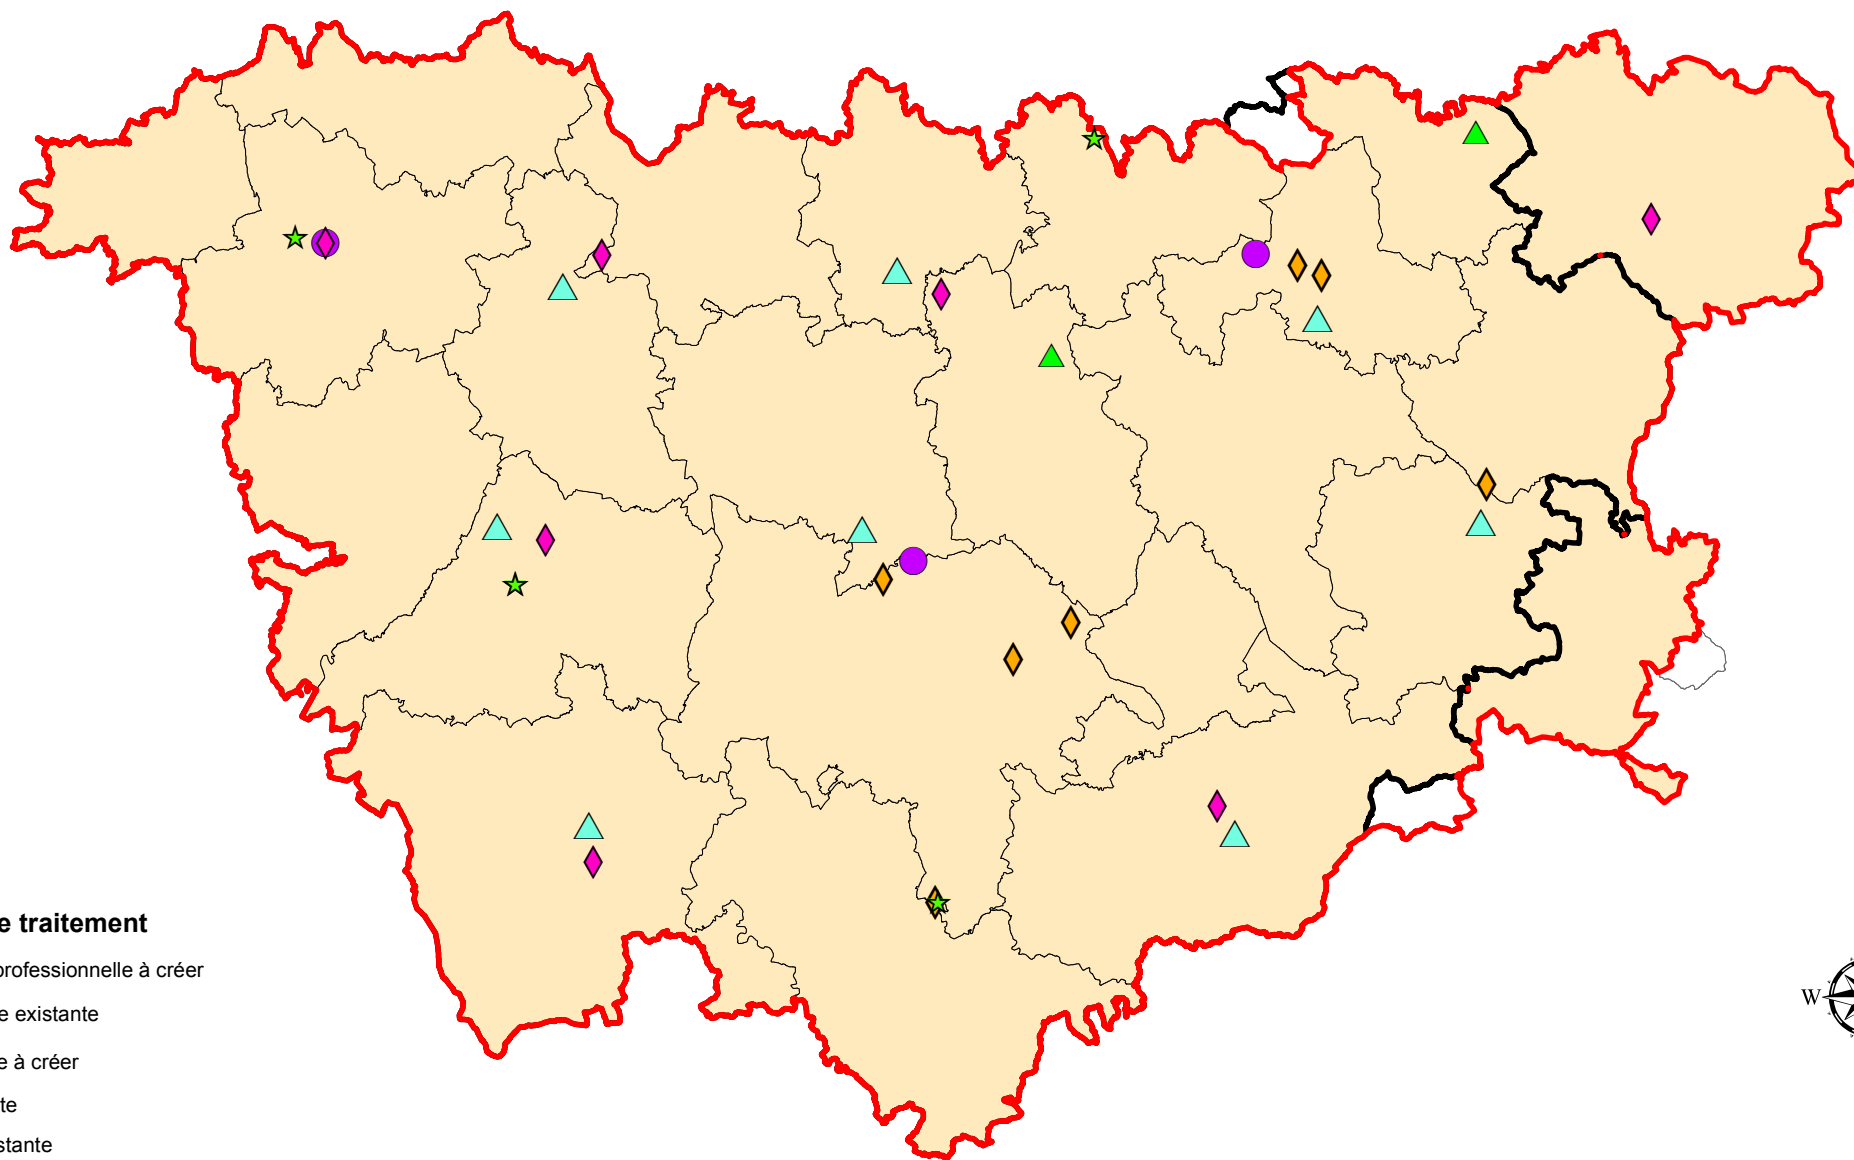 e traitement
professionnelle à créer
e existante
e à créer
te
stante
W